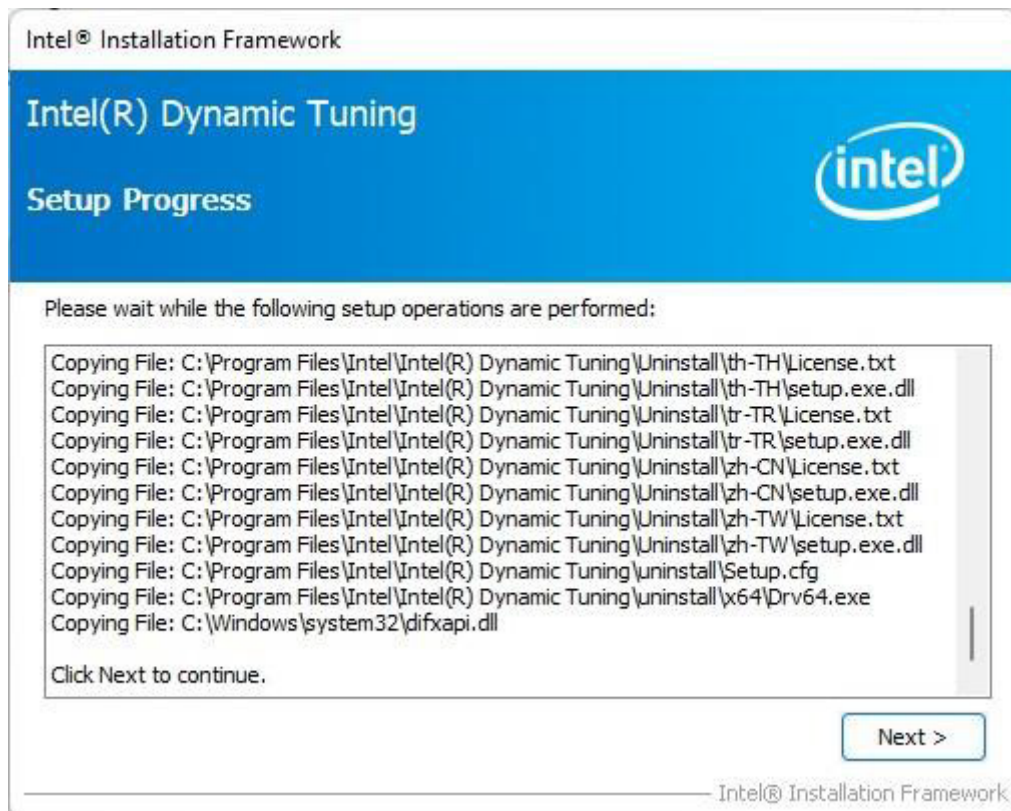 Intel® Installation Framework
Intel(R) Dynamic Tuning
intel
Setup Progress
Please wait while the following setup operations are performed:
Copying File: C:\Program Files\Intel\Intel(R) Dynamic Tuning\Uninstall\th-TH\License.txt
Copying File: C:\Program Files\Intel\Intel(R) Dynamic Tuning\Uninstall\th-TH\setup.exe.dll
Copying File: C:\Program Files\Intel\Intel(R) Dynamic Tuning\Uninstall\tr-TR\License.txt
Copying File: C:\Program Files\Intel\Intel(R) Dynamic Tuning\Uninstall\tr-TR\setup.exe.dll
Copying File: C:\Program Files\Intel\Intel(R) Dynamic Tuning\Uninstall\zh-CN\License.txt
Copying File: C:\Program Files\Intel\Intel(R) Dynamic Tuning\Uninstall\zh-CN\setup.exe.dll
Copying File: C:\Program Files\Intel\Intel(R) Dynamic Tuning\Uninstall\zh-TW\License.txt
Copying File: C:\Program Files\Intel\Intel(R) Dynamic Tuning\Uninstall\zh-TW\setup.exe.dll
Copying File: C:\Program Files\Intel\Intel(R) Dynamic Tuning\uninstall\Setup.cfg
Copying File: C:\Program Files\Intel\Intel(R) Dynamic Tuning\uninstall\x64\Drv64.exe
Copying File: C:\Windows\system32\difxapi.dll
Click Next to continue.
Next >
Intel® Installation Framework